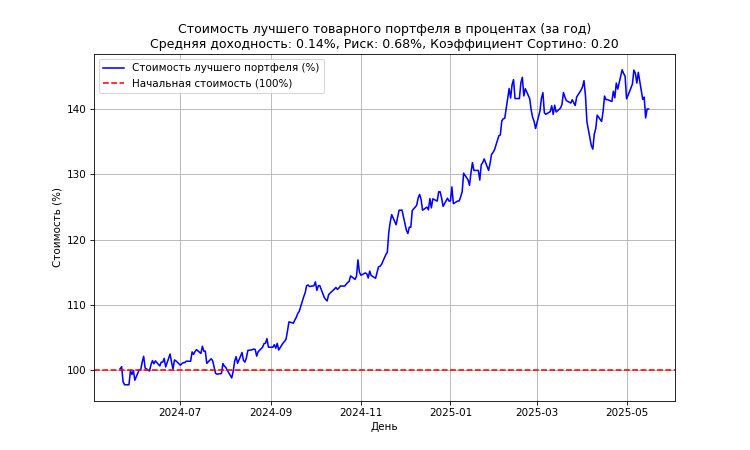 Стоимость лучшего товарного портфеля в процентах (за год)
Средняя доходность: 0.14%, Риск: 0.68%, Коэффициент Сортино: 0.20
Стоимость лучшего портфеля (%)
Начальная стоимость (100%)
Стоимость (%)
140
130
120
110
100
2024-07 2024-09 2024-11 2025-01 2025-03 2025-05
День